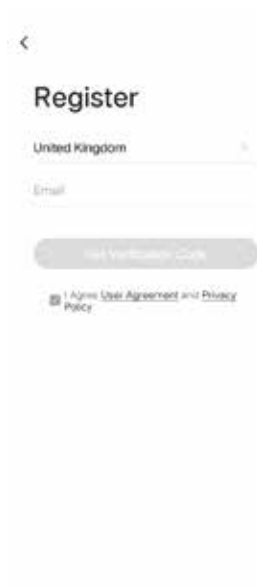 Register
United Kingdom
Email
Get Verification Code
I Agree User Agreement and Privacy
Policy